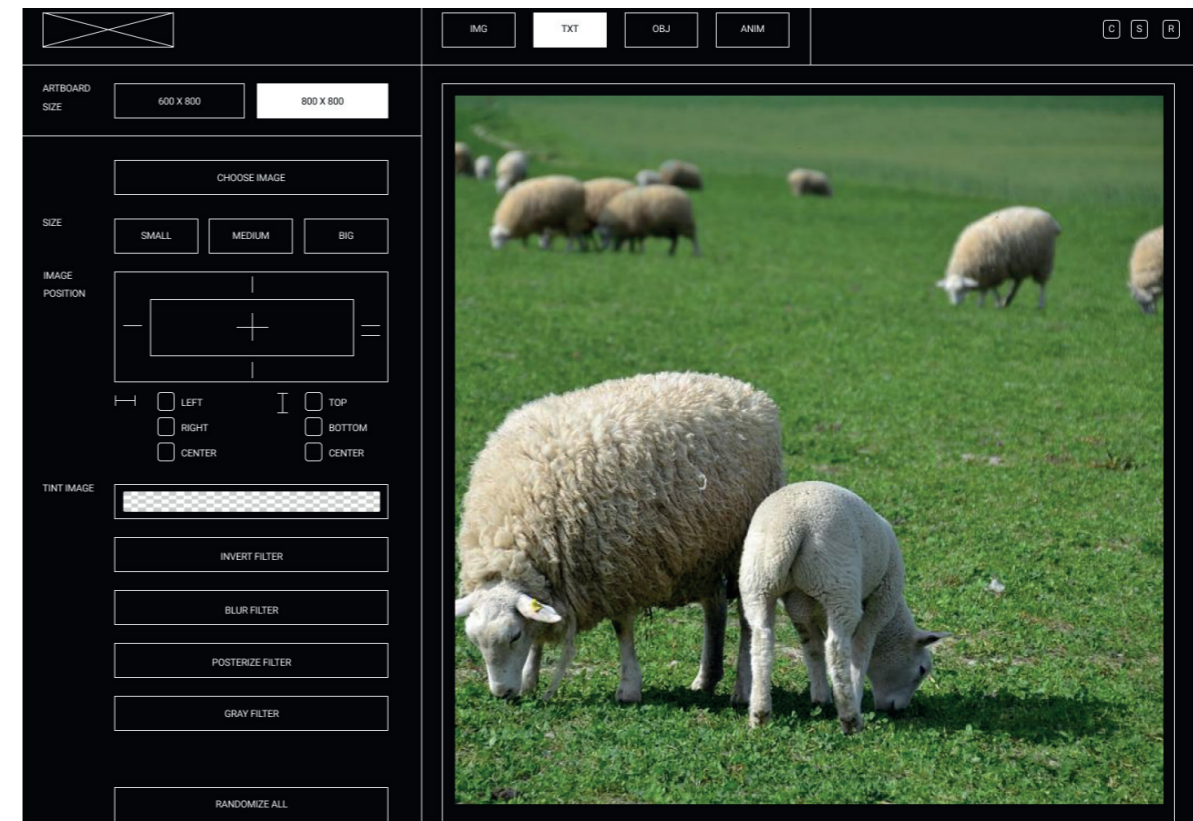 IMG
TXT
OBJ
ANIM
C
S
R
ARTBOARD
SIZE
600 X 800
800 X 800
CHOOSE IMAGE
SIZE
SMALL
MEDIUM
BIG
IMAGE
POSITION
LEFT
TOP
RIGHT
BOTTOM
CENTER
CENTER
TINT IMAGE
INVERT FILTER
BLUR FILTER
POSTERIZE FILTER
GRAY FILTER
RANDOMIZE ALL